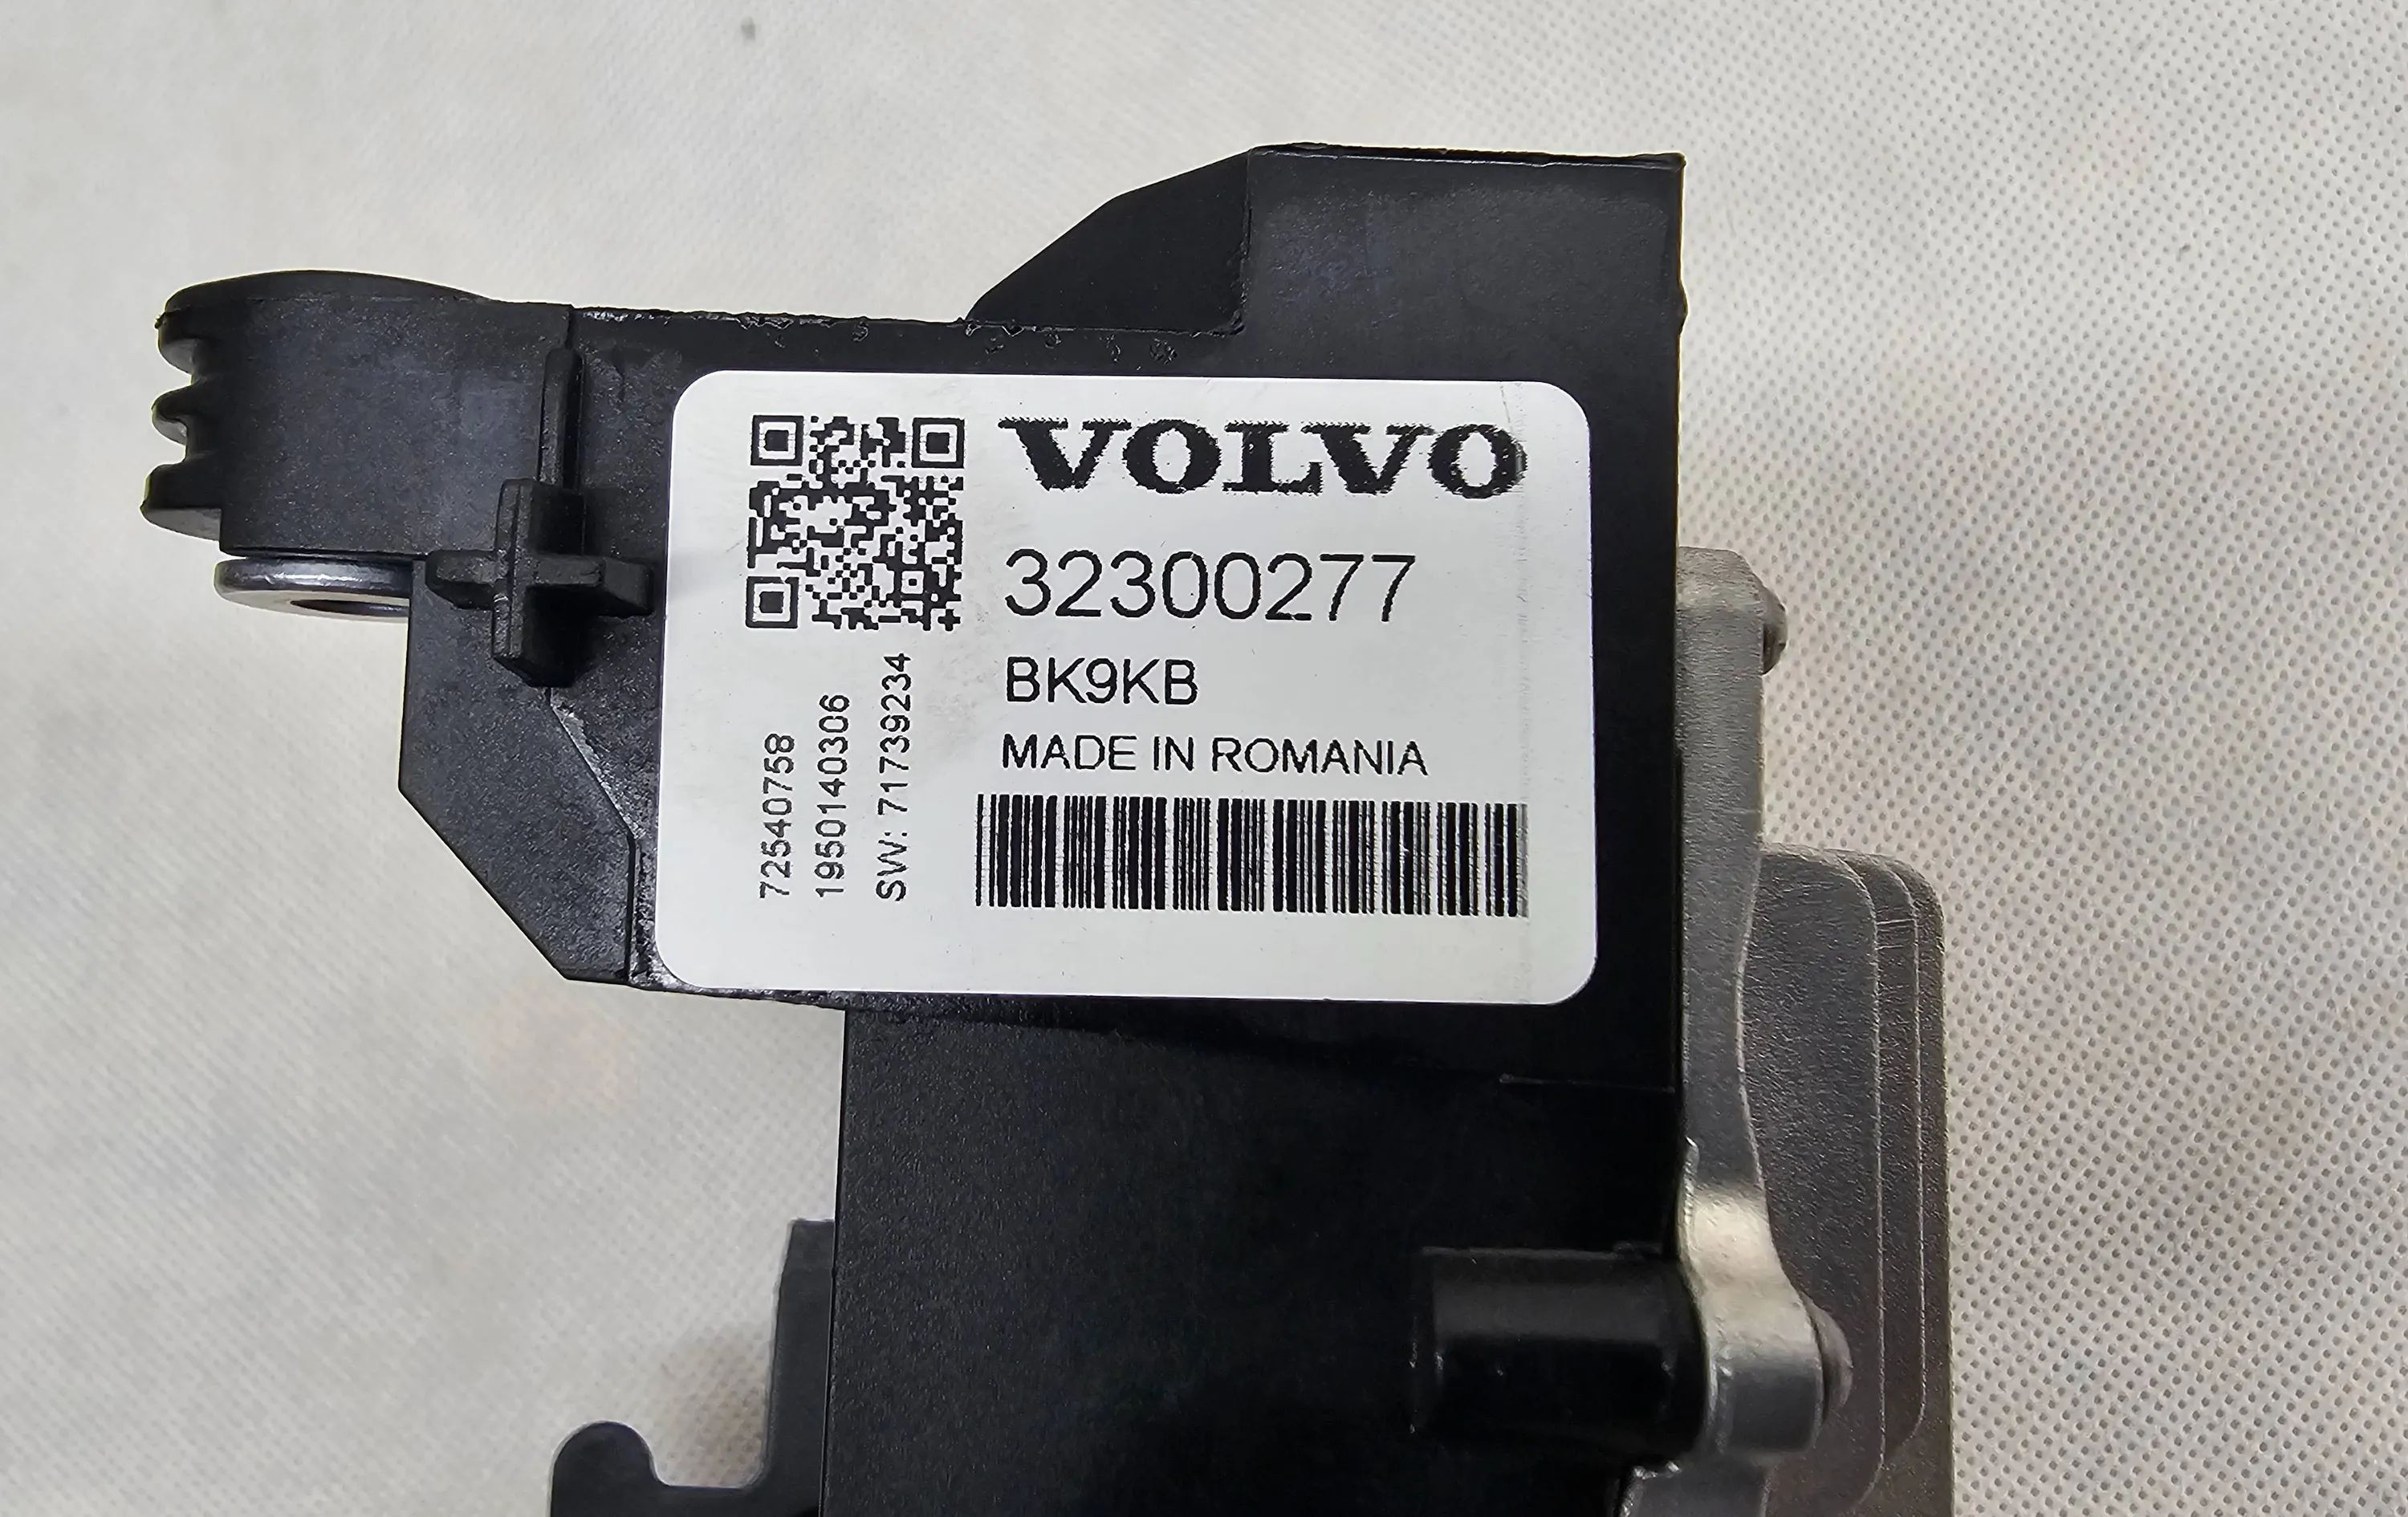 VOLVO
32300277
BK9KB
MADE IN ROMANIA
72540758
1950140306
SW: 71739234